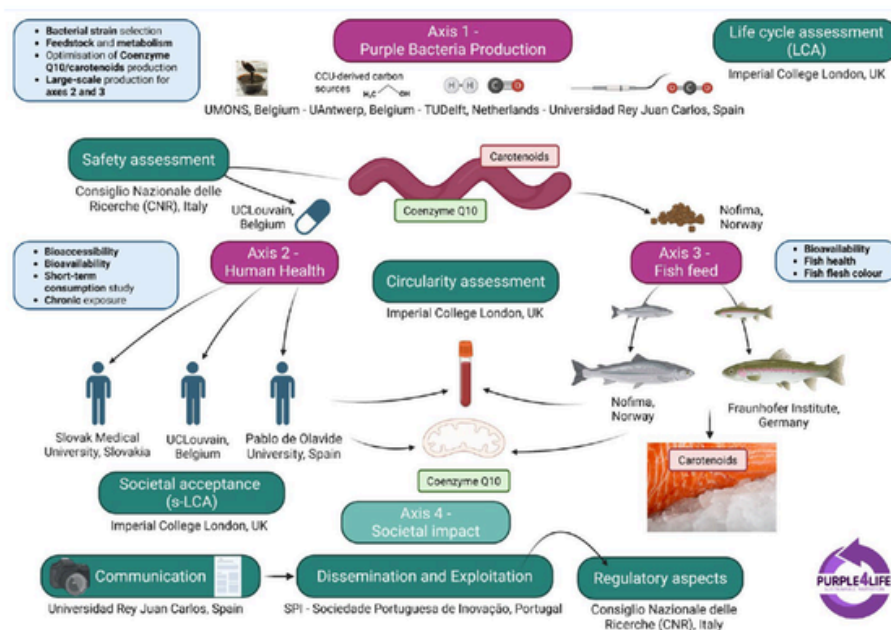 • Bacterial strain selection
• Feedstock and metabolism
• Optimisation of Coenzyme
Q10/carotenoids production
• Large-scale production for
axes 2 and 3
Axis 1 -
Purple Bacteria Production
Life cycle assessment
(LCA)
Imperial College London, UK
CCU-derived carbon
sources
H₃C
OH
H H
C O
O C O
UMONS, Belgium - UAntwerp, Belgium - TUDelft, Netherlands - Universidad Rey Juan Carlos, Spain
Safety assessment
Consiglio Nazionale delle
Ricerche (CNR), Italy
Carotenoids
Coenzyme Q10
UCLouvain,
Belgium
Nofima,
Norway
• Bioaccessibility
• Bioavailability
• Short-term
consumption study
• Chronic exposure
Axis 2 -
Human Health
Circularity assessment
Imperial College London, UK
Axis 3 -
Fish feed
• Bioavailability
• Fish health
• Fish flesh colour
Slovak Medical
University, Slovakia
UCLouvain,
Belgium
Pablo de Olavide
University, Spain
Nofima,
Norway
Fraunhofer Institute,
Germany
Carotenoids
Coenzyme Q10
Societal acceptance
(s-LCA)
Imperial College London, UK
Axis 4 -
Societal impact
Communication
Universidad Rey Juan Carlos, Spain
Dissemination and Exploitation
SPI - Sociedade Portuguesa de Inovação, Portugal
Regulatory aspects
Consiglio Nazionale delle
Ricerche (CNR), Italy
PURPLE4LIFE